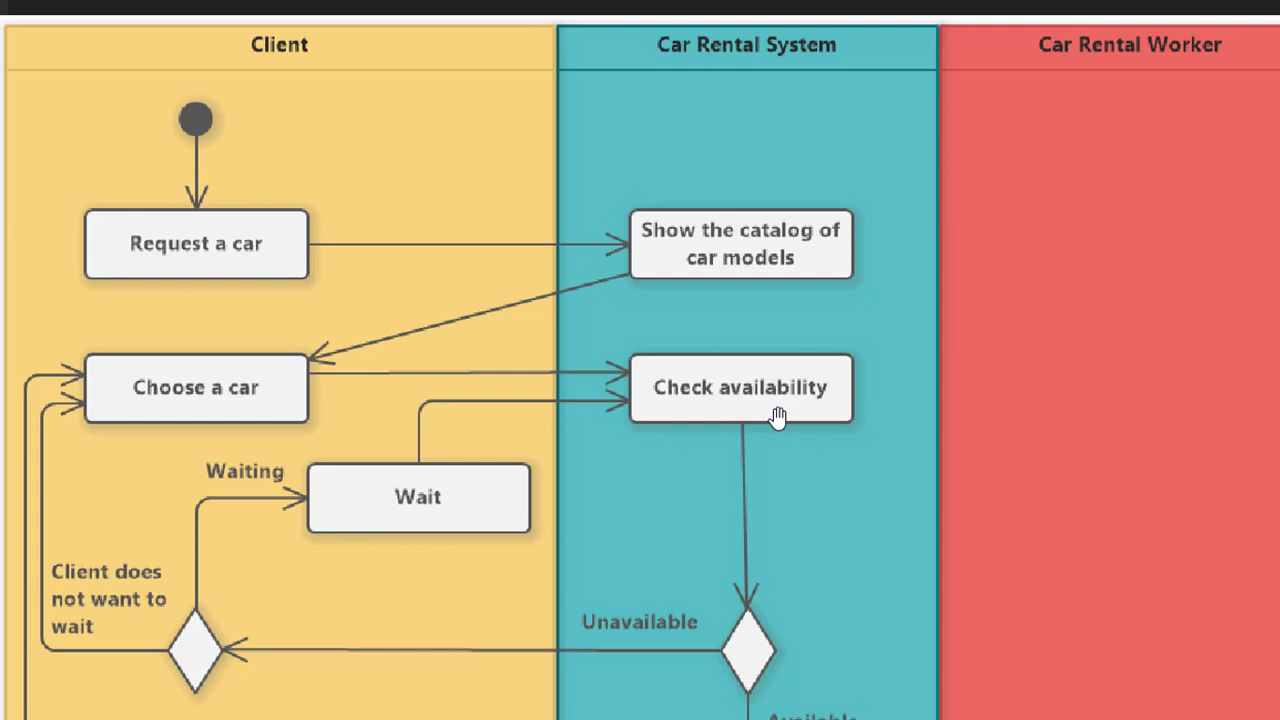 Client
Car Rental System
Car Rental Worker
Request a car
Show the catalog of
car models
Choose a car
Check availability
Waiting
Wait
Client does
not want to
wait
Unavailable
Available